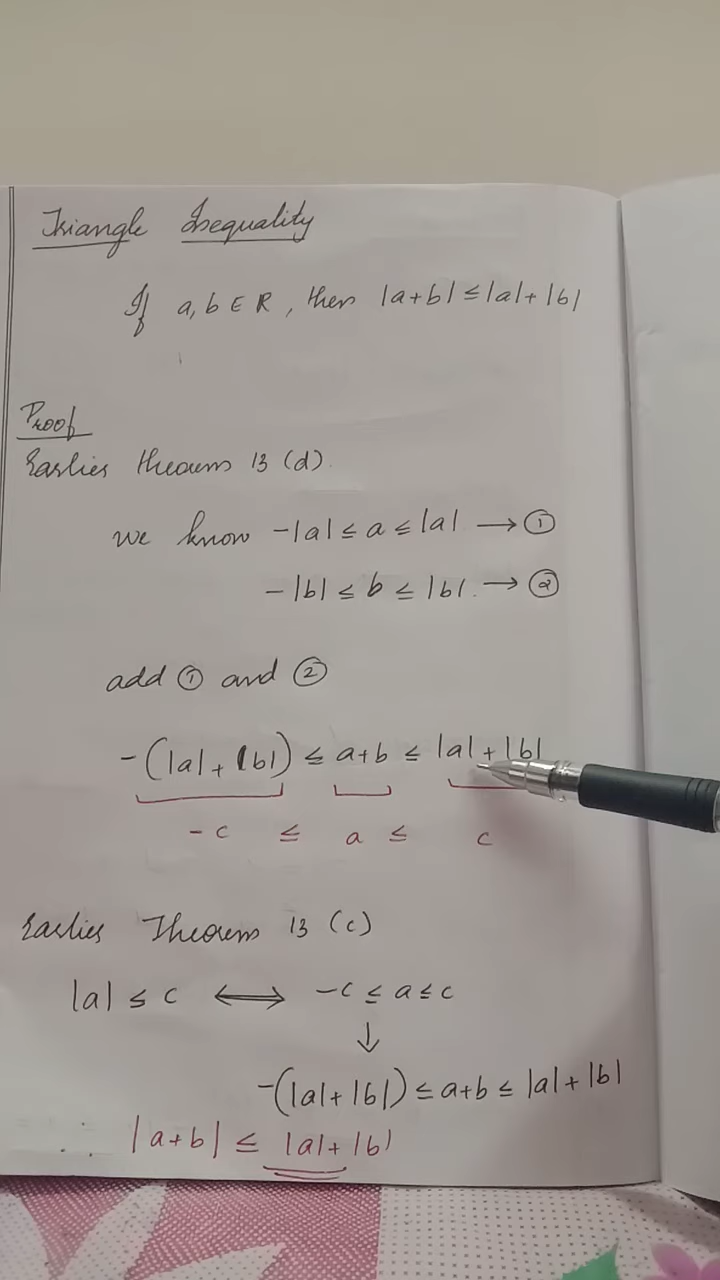 Triangle Inequality
If a, b ∈ R, then |a+b| ≤ |a|+|b|
Proof
Earlier theorem 13 (d).
we know -|a| ≤ a ≤ |a| → ①
-|b| ≤ b ≤ |b|. → ②
add ① and ②
-(|a| + |b|) ≤ a+b ≤ |a|+|b|
-c ≤ a ≤ c
Earlier Theorem 13 (c)
|a| ≤ c ⟺ -c ≤ a ≤ c
↓
-(|a|+|b|) ≤ a+b ≤ |a|+|b|
∴ |a+b| ≤ |a|+|b|